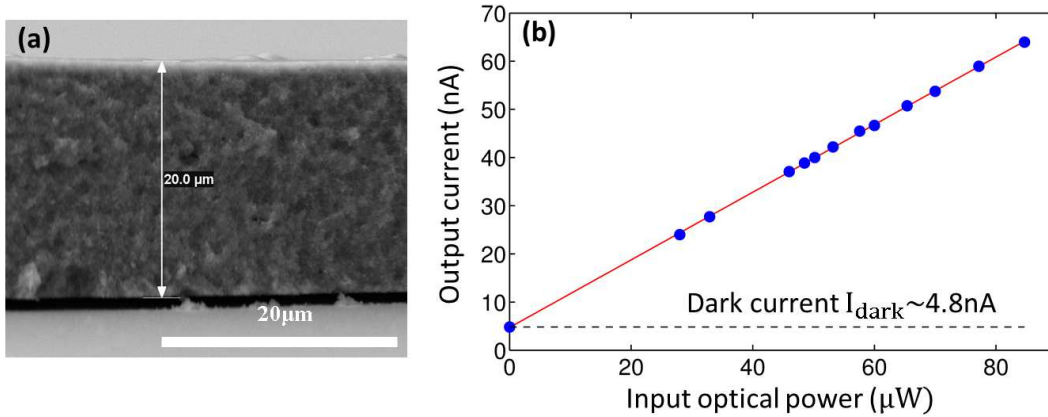 (a)
20.0 µm
20µm
(b)
Output current (nA)
70
60
50
40
30
20
10
0
Dark current I_dark~4.8nA
0
20
40
60
80
Input optical power (µW)